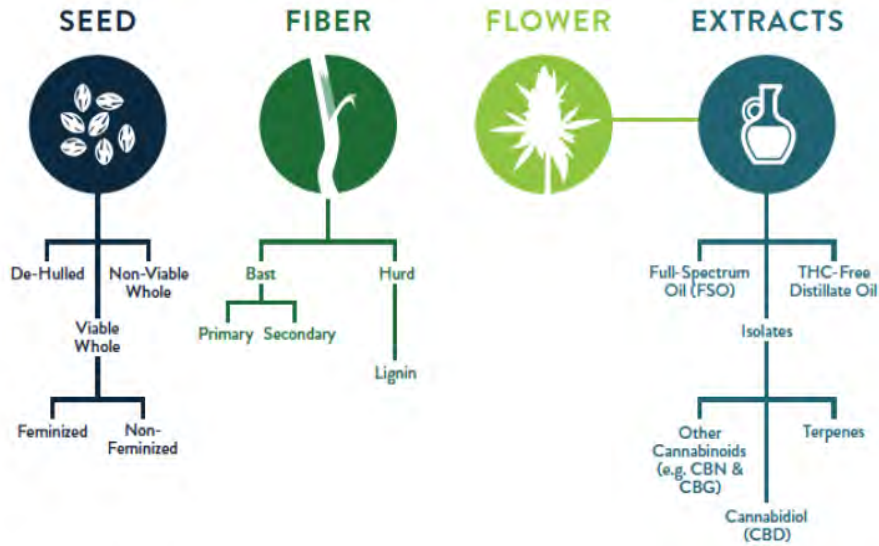 SEED
FIBER
FLOWER
EXTRACTS
De-Hulled
Non-Viable
Whole
Viable
Whole
Feminized
Non-
Feminized
Bast
Hurd
Primary
Secondary
Lignin
Full-Spectrum
Oil (FSO)
THC-Free
Distillate Oil
Isolates
Other
Cannabinoids
(e.g. CBN &
CBG)
Terpenes
Cannabidiol
(CBD)